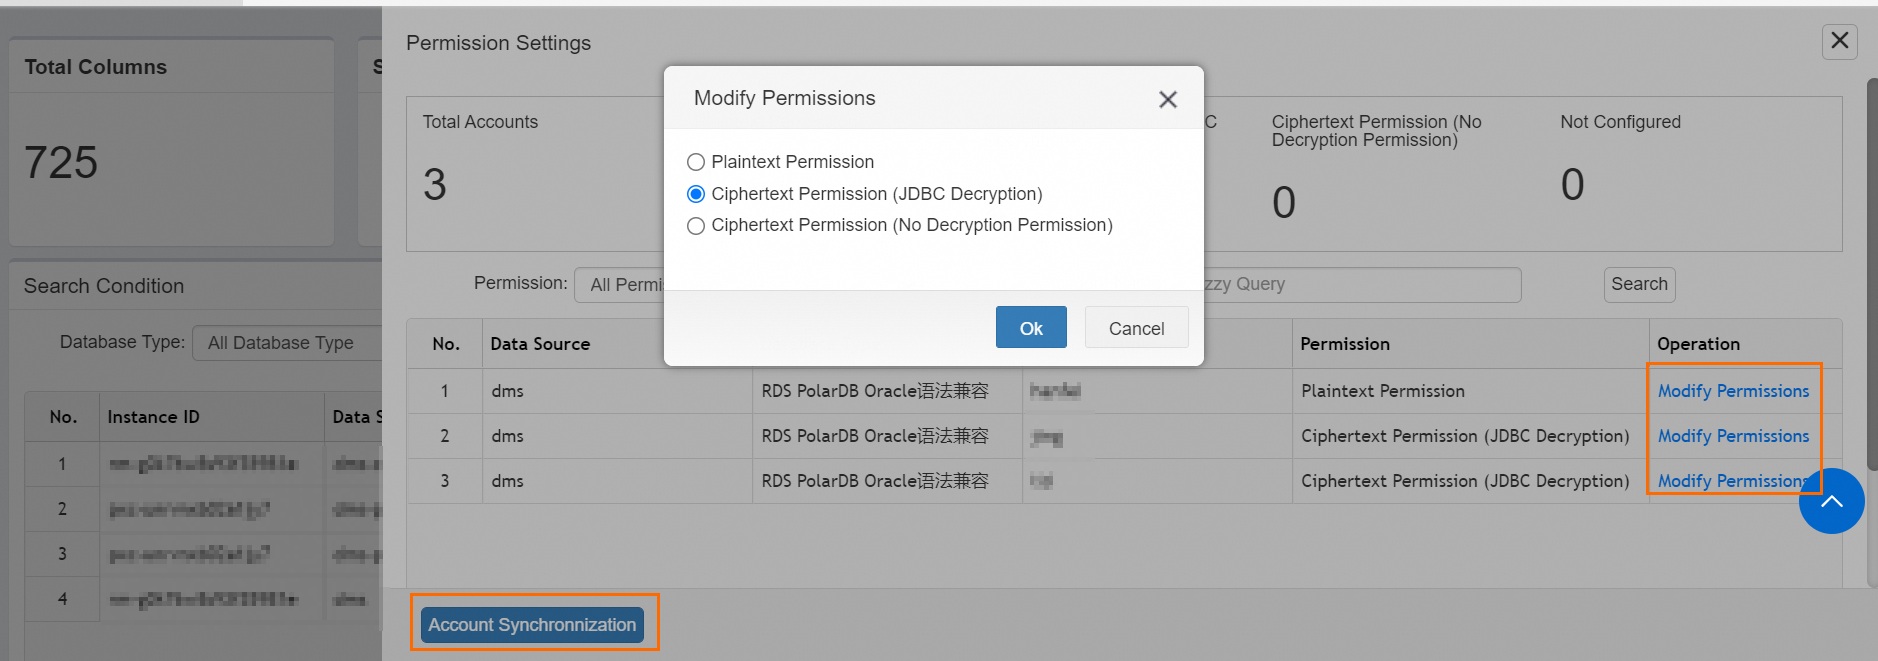 Total Columns
S
725
Search Condition
Database Type:
All Database Type
No.
Instance ID
Data S
1
2
3
4
Permission Settings
Total Accounts
3
C
Ciphertext Permission (No
Decryption Permission)
0
Not Configured
0
Modify Permissions
Plaintext Permission
Ciphertext Permission (JDBC Decryption)
Ciphertext Permission (No Decryption Permission)
Ok
Cancel
Permission:
All Permi
zzy Query
Search
No.
Data Source
Permission
Operation
1
dms
RDS PolarDB Oracle语法兼容
Plaintext Permission
Modify Permissions
2
dms
RDS PolarDB Oracle语法兼容
Ciphertext Permission (JDBC Decryption)
Modify Permissions
3
dms
RDS PolarDB Oracle语法兼容
Ciphertext Permission (JDBC Decryption)
Modify Permissions
Account Synchronnization